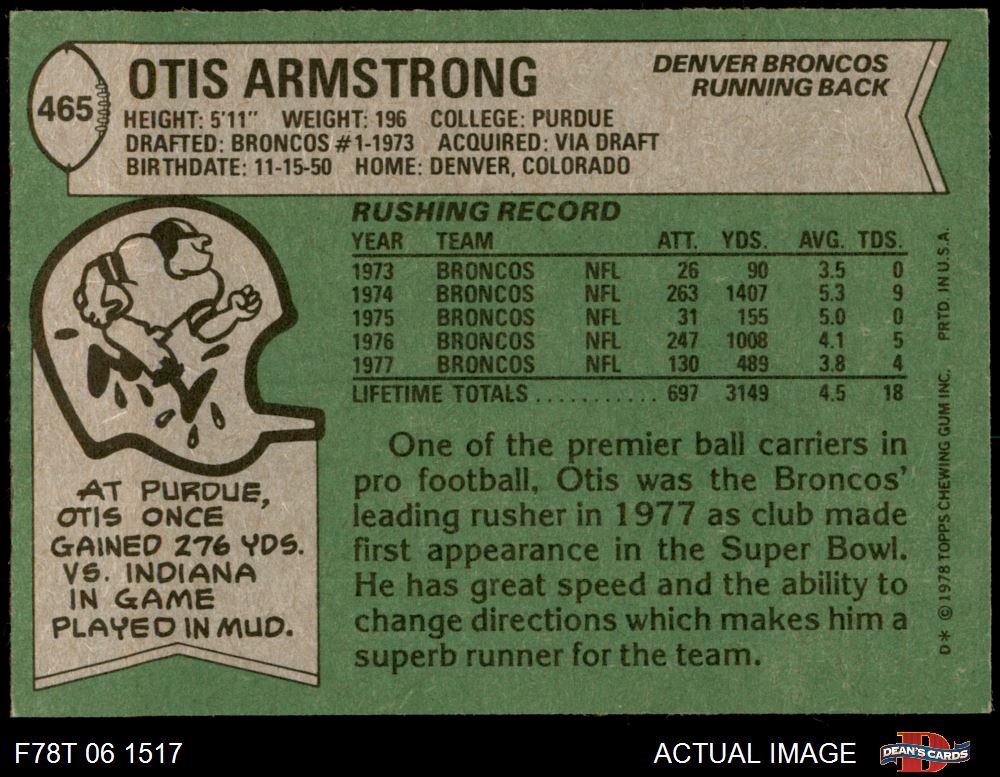 465
OTIS ARMSTRONG
DENVER BRONCOS
RUNNING BACK
HEIGHT: 5'11" WEIGHT: 196 COLLEGE: PURDUE
DRAFTED: BRONCOS #1-1973 ACQUIRED: VIA DRAFT
BIRTHDATE: 11-15-50 HOME: DENVER, COLORADO
RUSHING RECORD
YEAR TEAM ATT. YDS. AVG. TDS.
1973 BRONCOS NFL 26 90 3.5 0
1974 BRONCOS NFL 263 1407 5.3 9
1975 BRONCOS NFL 31 155 5.0 0
1976 BRONCOS NFL 247 1008 4.1 5
1977 BRONCOS NFL 130 489 3.8 4
LIFETIME TOTALS . . . . . . . . . . . 697 3149 4.5 18
One of the premier ball carriers in
pro football, Otis was the Broncos'
leading rusher in 1977 as club made
first appearance in the Super Bowl.
He has great speed and the ability to
change directions which makes him a
superb runner for the team.
AT PURDUE,
OTIS ONCE
GAINED 276 YDS.
VS. INDIANA
IN GAME
PLAYED IN MUD.
D* © 1978 TOPPS CHEWING GUM INC. PRTD. IN U.S.A.
F78T 06 1517
ACTUAL IMAGE
D
DEAN'S CARDS